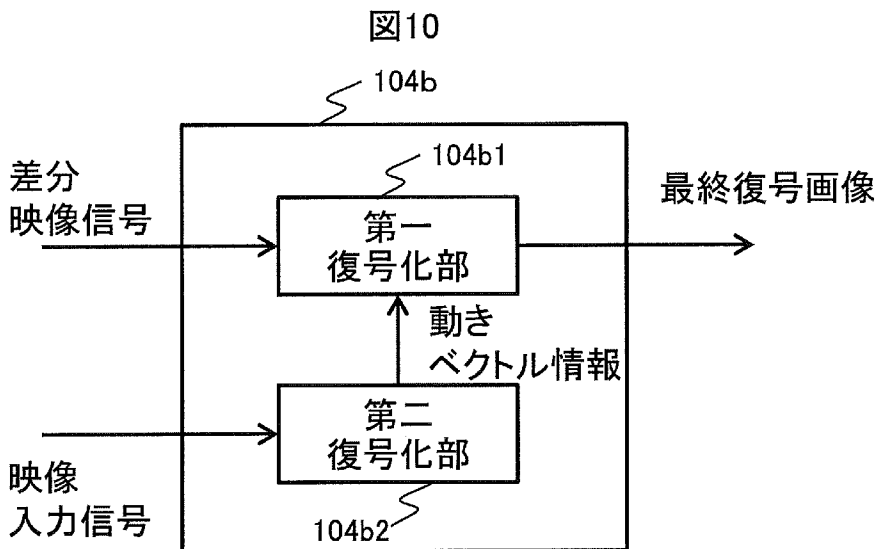 図10
104b
104b1
差分
映像信号
第一
復号化部
最終復号画像
動き
ベクトル情報
第二
復号化部
映像
入力信号
104b2